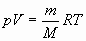 pV = m/M RT